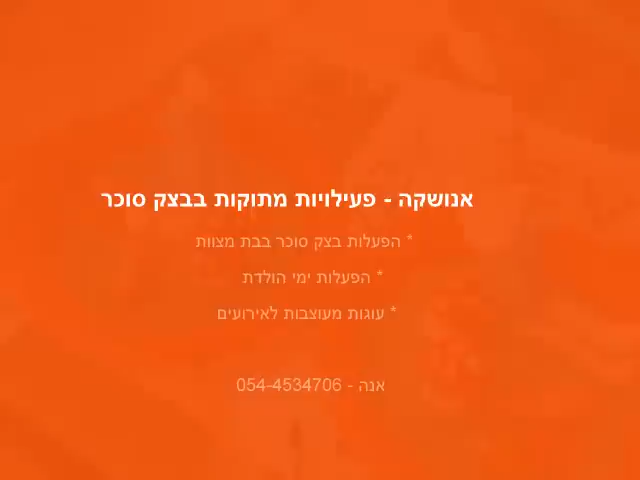 אנושקה - פעילויות מתוקות בבצק סוכר
* הפעלות בצק סוכר בבת מצוות
* הפעלות ימי הולדת
* עוגות מעוצבות לאירועים
אנה - 054-4534706